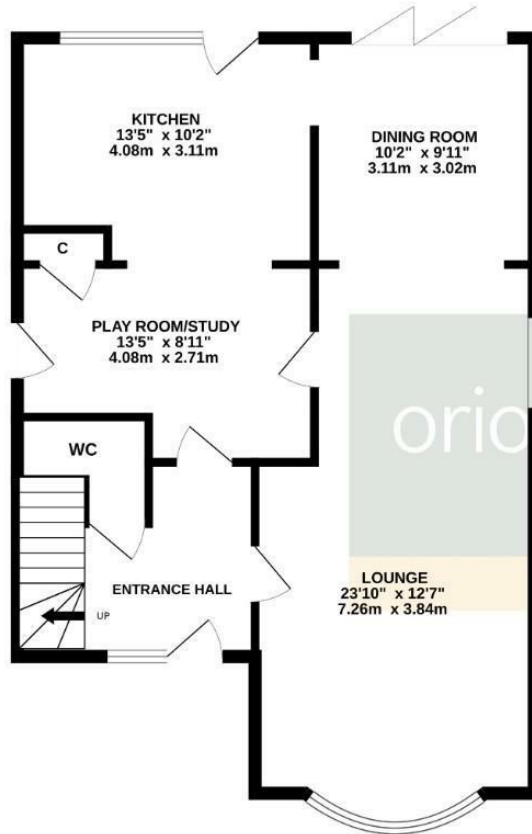 KITCHEN
13'5" x 10'2"
4.08m x 3.11m
DINING ROOM
10'2" x 9'11"
3.11m x 3.02m
C
PLAY ROOM/STUDY
13'5" x 8'11"
4.08m x 2.71m
WC
orio
ENTRANCE HALL
LOUNGE
23'10" x 12'7"
7.26m x 3.84m
UP